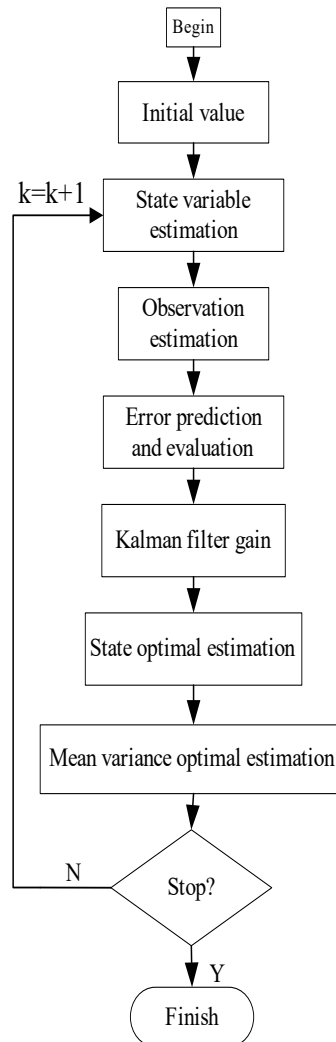 Begin
Initial value
k=k+1
State variable
estimation
Observation
estimation
Error prediction
and evaluation
Kalman filter gain
State optimal estimation
Mean variance optimal estimation
Stop?
N
Y
Finish